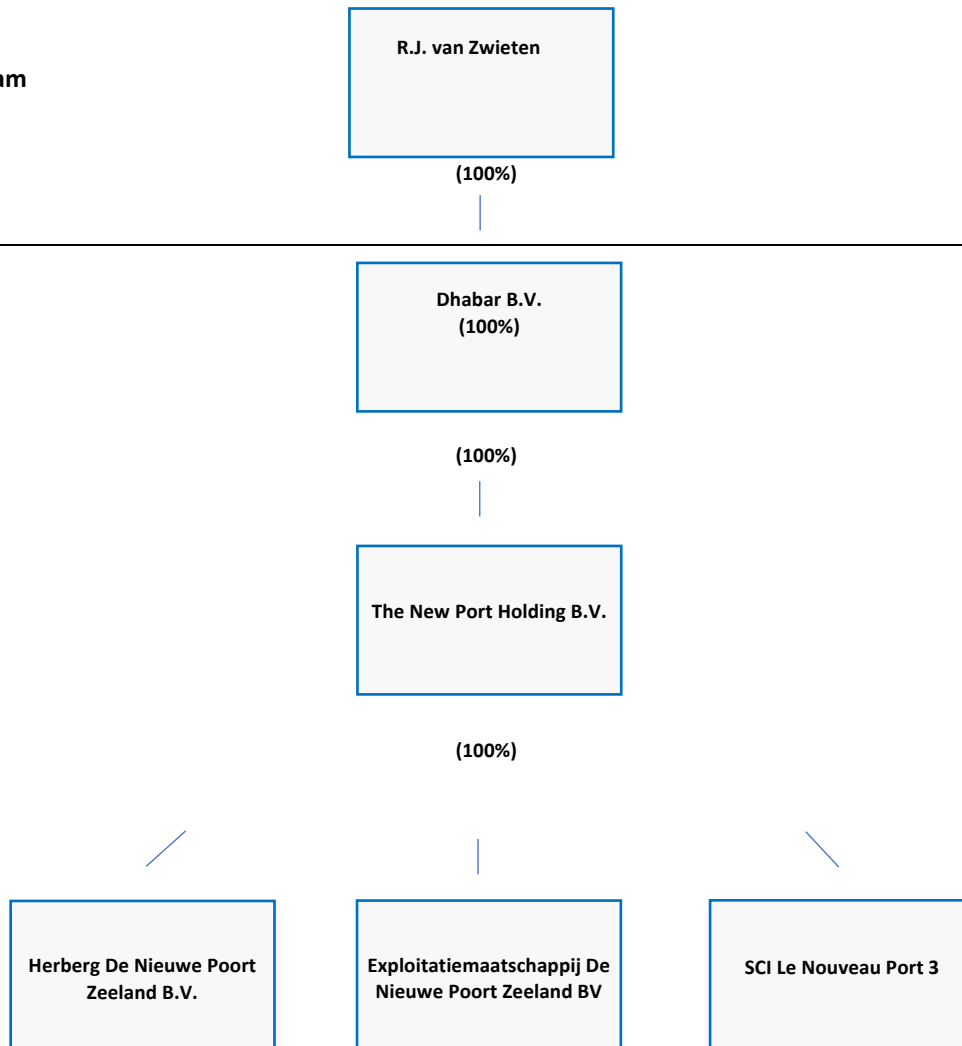 R.J. van Zwieten
am
(100%)
Dhabar B.V.
(100%)
(100%)
The New Port Holding B.V.
(100%)
Herberg De Nieuwe Poort
Zeeland B.V.
Exploitatiemaatschappij De
Nieuwe Poort Zeeland BV
SCI Le Nouveau Port 3